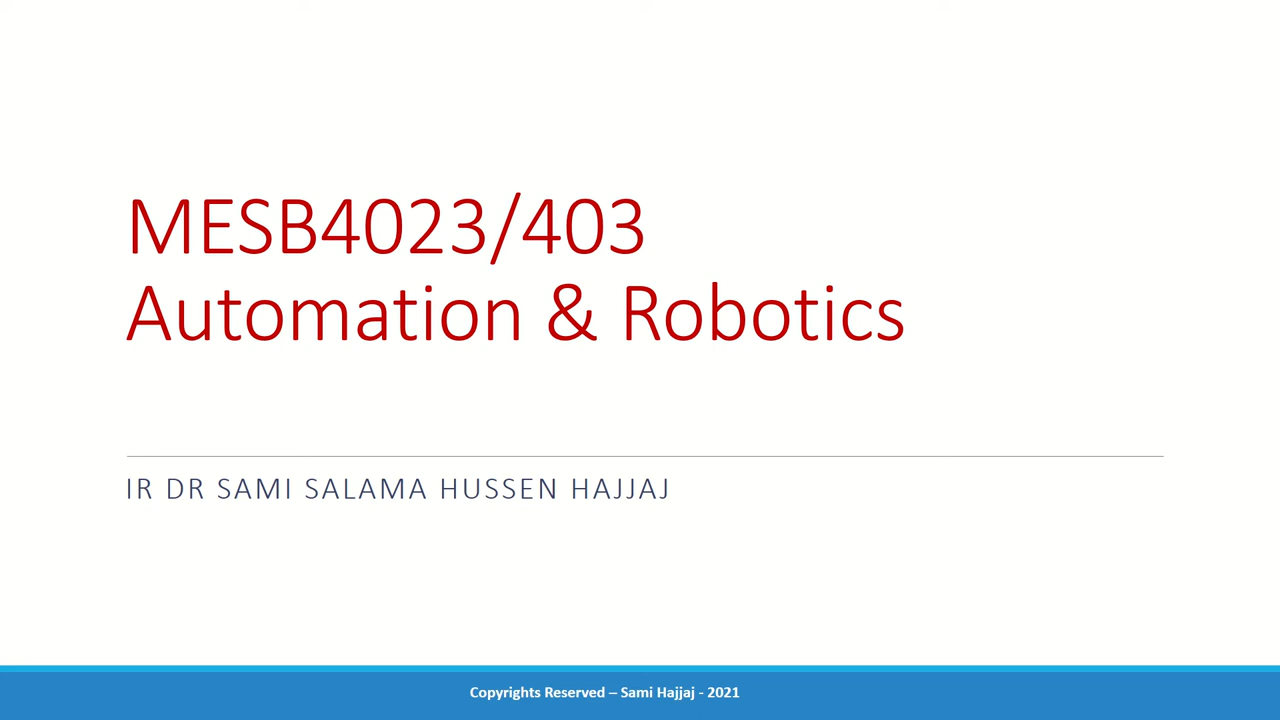 MESB4023/403
Automation & Robotics
IR DR SAMI SALAMA HUSSEN HAJJAJ
Copyrights Reserved – Sami Hajjaj - 2021